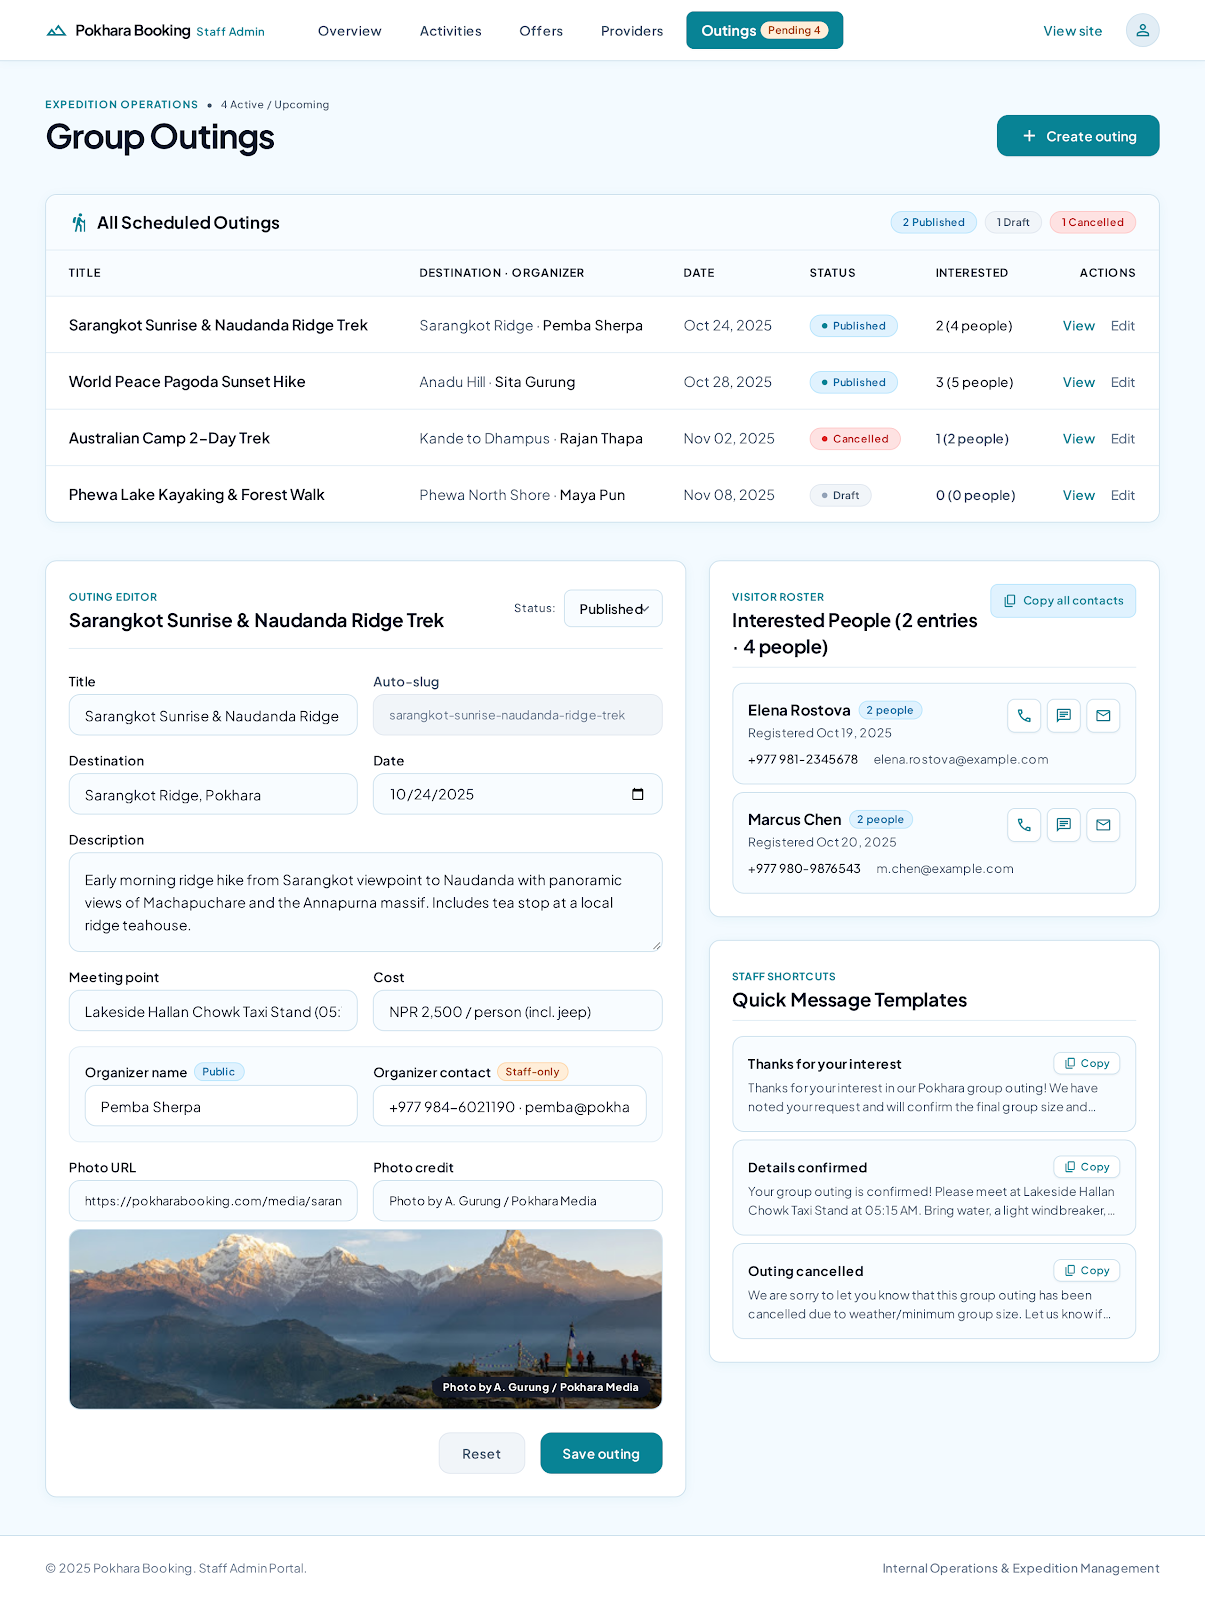 Pokhara Booking Staff Admin
Overview
Activities
Offers
Providers
Outings Pending 4
View site
EXPEDITION OPERATIONS • 4 Active / Upcoming
Group Outings
+ Create outing
All Scheduled Outings
2 Published
1 Draft
1 Cancelled
TITLE DESTINATION · ORGANIZER DATE STATUS INTERESTED ACTIONS
Sarangkot Sunrise & Naudanda Ridge Trek Sarangkot Ridge · Pemba Sherpa Oct 24, 2025 Published 2 (4 people) View Edit
World Peace Pagoda Sunset Hike Anadu Hill · Sita Gurung Oct 28, 2025 Published 3 (5 people) View Edit
Australian Camp 2-Day Trek Kande to Dhampus · Rajan Thapa Nov 02, 2025 Cancelled 1 (2 people) View Edit
Phewa Lake Kayaking & Forest Walk Phewa North Shore · Maya Pun Nov 08, 2025 Draft 0 (0 people) View Edit
OUTING EDITOR
Sarangkot Sunrise & Naudanda Ridge Trek
Status: Published
Title
Sarangkot Sunrise & Naudanda Ridge
Auto-slug
sarangkot-sunrise-naudanda-ridge-trek
Destination
Sarangkot Ridge, Pokhara
Date
10/24/2025
Description
Early morning ridge hike from Sarangkot viewpoint to Naudanda with panoramic
views of Machapuchare and the Annapurna massif. Includes tea stop at a local
ridge teahouse.
Meeting point
Lakeside Hallan Chowk Taxi Stand (05:
Cost
NPR 2,500 / person (incl. jeep)
Organizer name Public
Pemba Sherpa
Organizer contact Staff-only
+977 984-6021190 · pemba@pokha
Photo URL
https://pokharabooking.com/media/saran
Photo credit
Photo by A. Gurung / Pokhara Media
Photo by A. Gurung / Pokhara Media
Reset
Save outing
VISITOR ROSTER
Interested People (2 entries
· 4 people)
Copy all contacts
Elena Rostova 2 people
Registered Oct 19, 2025
+977 981-2345678 elena.rostova@example.com
Marcus Chen 2 people
Registered Oct 20, 2025
+977 980-9876543 m.chen@example.com
STAFF SHORTCUTS
Quick Message Templates
Thanks for your interest
Copy
Thanks for your interest in our Pokhara group outing! We have
noted your request and will confirm the final group size and...
Details confirmed
Copy
Your group outing is confirmed! Please meet at Lakeside Hallan
Chowk Taxi Stand at 05:15 AM. Bring water, a light windbreaker,...
Outing cancelled
Copy
We are sorry to let you know that this group outing has been
cancelled due to weather/minimum group size. Let us know if...
© 2025 Pokhara Booking. Staff Admin Portal.
Internal Operations & Expedition Management